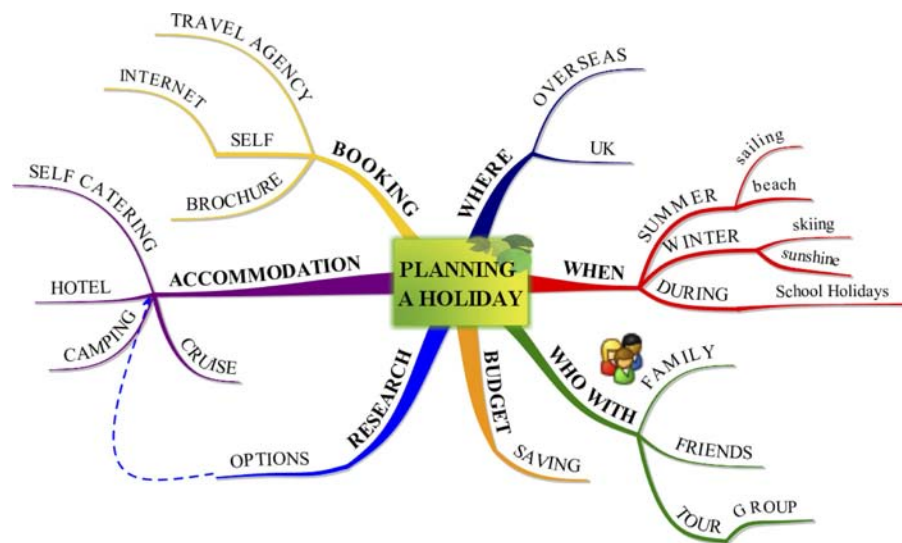 PLANNING
A HOLIDAY
BOOKING
TRAVEL AGENCY
SELF
INTERNET
BROCHURE
WHERE
OVERSEAS
UK
WHEN
SUMMER
sailing
beach
WINTER
skiing
sunshine
DURING
School Holidays
WHO WITH
FAMILY
FRIENDS
TOUR
GROUP
BUDGET
SAVING
RESEARCH
OPTIONS
ACCOMMODATION
SELF CATERING
HOTEL
CAMPING
CRUISE